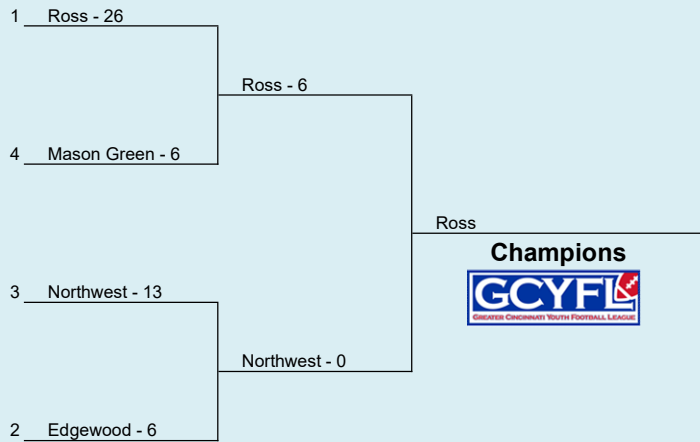 1 Ross - 26
Ross - 6
4 Mason Green - 6
Ross
Champions
GCYFL
GREATER CINCINNATI YOUTH FOOTBALL LEAGUE
3 Northwest - 13
Northwest - 0
2 Edgewood - 6